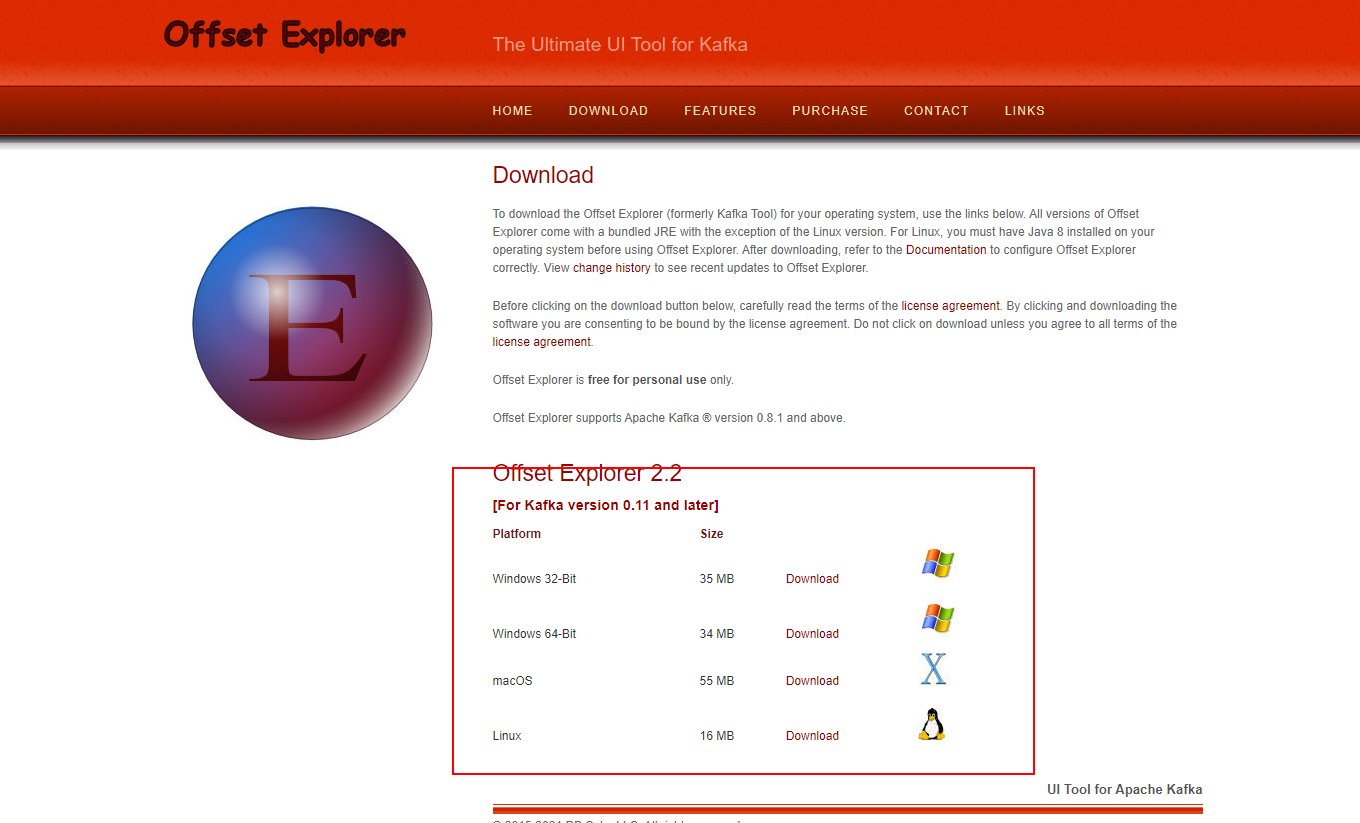 Offset Explorer
The Ultimate UI Tool for Kafka
HOME DOWNLOAD FEATURES PURCHASE CONTACT LINKS
E
Download
To download the Offset Explorer (formerly Kafka Tool) for your operating system, use the links below. All versions of Offset
Explorer come with a bundled JRE with the exception of the Linux version. For Linux, you must have Java 8 installed on your
operating system before using Offset Explorer. After downloading, refer to the Documentation to configure Offset Explorer
correctly. View change history to see recent updates to Offset Explorer.
Before clicking on the download button below, carefully read the terms of the license agreement. By clicking and downloading the
software you are consenting to be bound by the license agreement. Do not click on download unless you agree to all terms of the
license agreement.
Offset Explorer is free for personal use only.
Offset Explorer supports Apache Kafka ® version 0.8.1 and above.
Offset Explorer 2.2
[For Kafka version 0.11 and later]
Platform Size
Windows 32-Bit 35 MB Download
Windows 64-Bit 34 MB Download
macOS 55 MB Download
X
Linux 16 MB Download
UI Tool for Apache Kafka